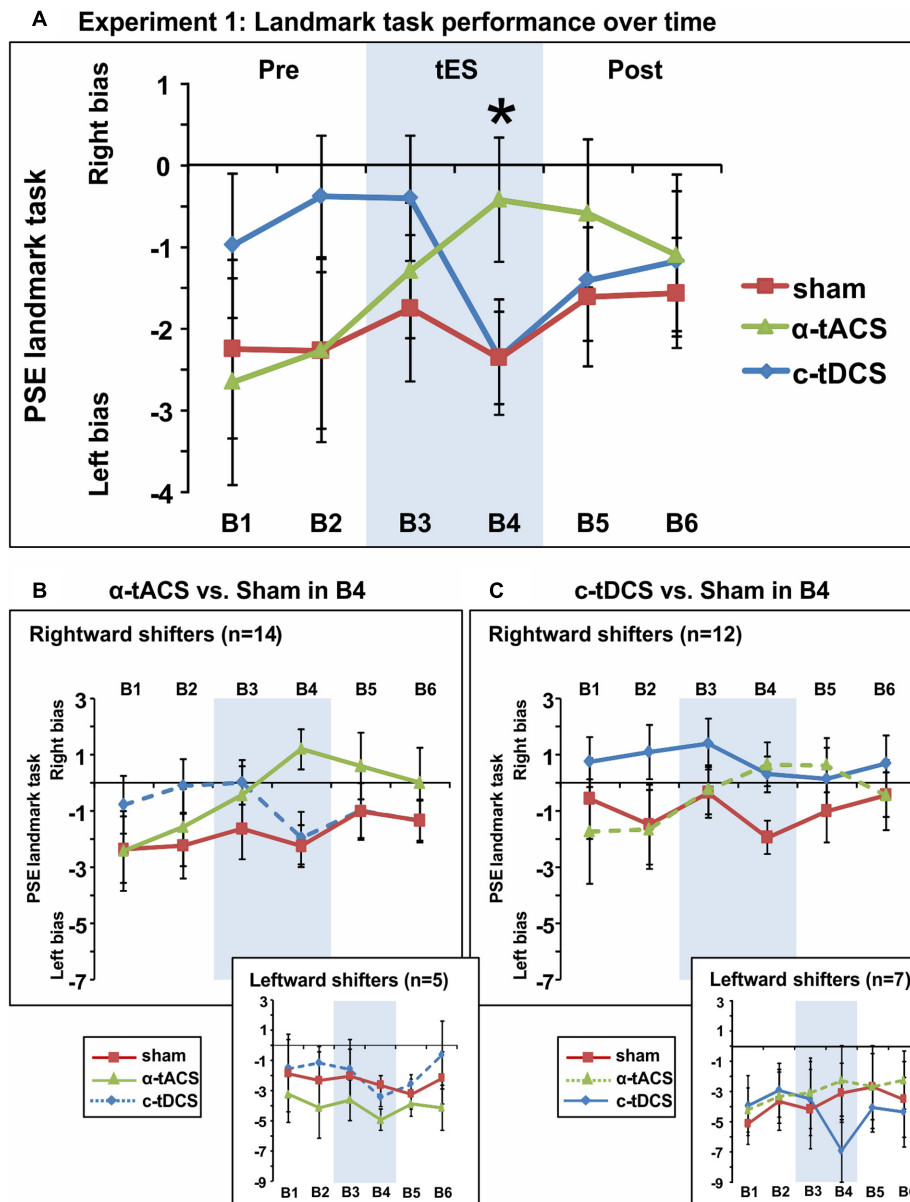 A Experiment 1: Landmark task performance over time
Pre tES Post
Right bias
PSE landmark task
Left bias
1
0
-1
-2
-3
-4
*
sham
α-tACS
c-tDCS
B1 B2 B3 B4 B5 B6
B α-tACS vs. Sham in B4
Rightward shifters (n=14)
B1 B2 B3 B4 B5 B6
Right bias
PSE landmark task
Left bias
3
1
-1
-3
-5
-7
Leftward shifters (n=5)
3
1
-1
-3
-5
-7
-9
B1 B2 B3 B4 B5 B6
sham
α-tACS
c-tDCS
C c-tDCS vs. Sham in B4
Rightward shifters (n=12)
B1 B2 B3 B4 B5 B6
Right bias
PSE landmark task
Left bias
3
1
-1
-3
-5
-7
Leftward shifters (n=7)
3
1
-1
-3
-5
-7
-9
B1 B2 B3 B4 B5 B6
sham
α-tACS
c-tDCS